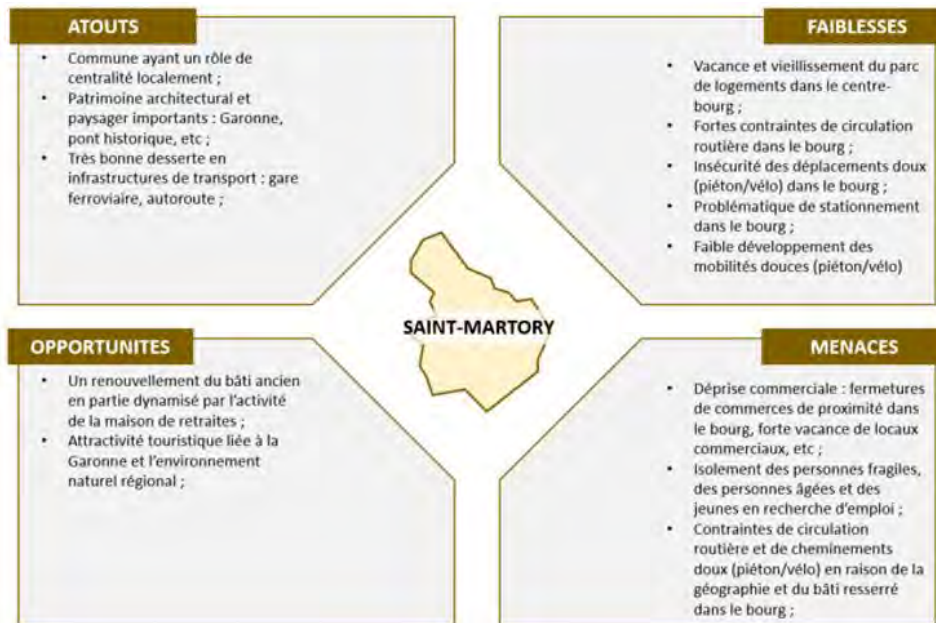 ATOUTS
• Commune ayant un rôle de
centralité localement ;
• Patrimoine architectural et
paysager importants : Garonne,
pont historique, etc ;
• Très bonne desserte en
infrastructures de transport : gare
ferroviaire, autoroute ;
FAIBLESSES
• Vacance et vieillissement du parc
de logements dans le centre-
bourg ;
• Fortes contraintes de circulation
routière dans le bourg ;
• Insécurité des déplacements doux
(piéton/vélo) dans le bourg ;
• Problématique de stationnement
dans le bourg ;
• Faible développement des
mobilités douces (piéton/vélo)
SAINT-MARTORY
OPPORTUNITES
• Un renouvellement du bâti ancien
en partie dynamisé par l'activité
de la maison de retraites ;
• Attractivité touristique liée à la
Garonne et l'environnement
naturel régional ;
MENACES
• Déprise commerciale : fermetures
de commerces de proximité dans
le bourg, forte vacance de locaux
commerciaux, etc ;
• Isolement des personnes fragiles,
des personnes âgées et des
jeunes en recherche d'emploi ;
• Contraintes de circulation
routière et de cheminements
doux (piéton/vélo) en raison de la
géographie et du bâti resserré
dans le bourg ;